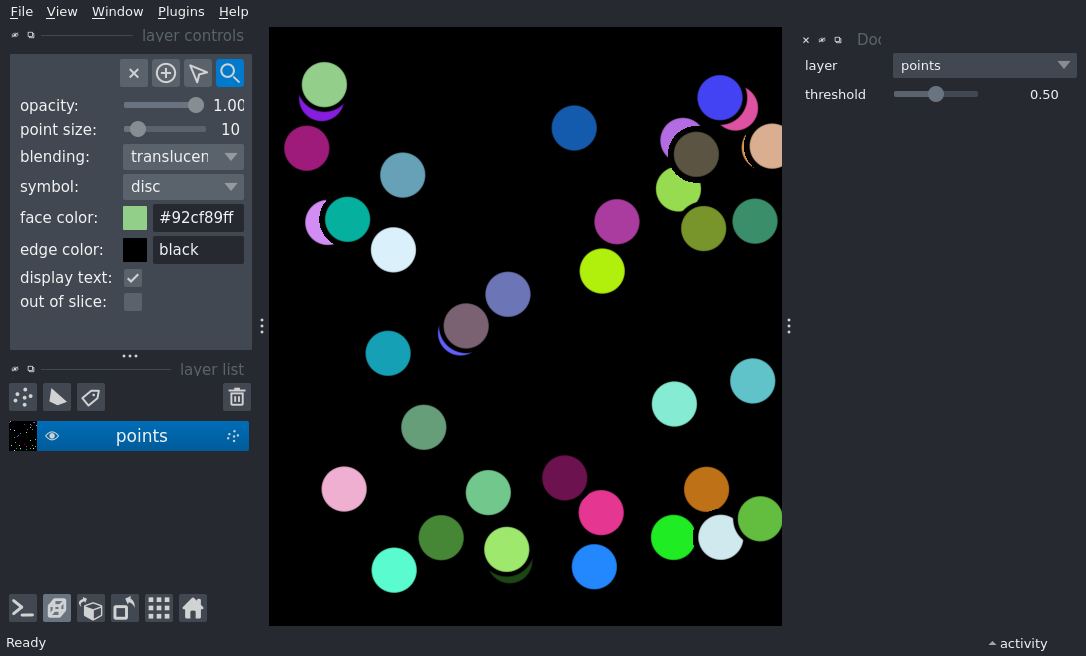 File View Window Plugins Help
layer controls
opacity: 1.00
point size: 10
blending: translucen
symbol: disc
face color: #92cf89ff
edge color: black
display text:
out of slice:
layer list
points
Ready
Doc
layer points
threshold 0.50
activity